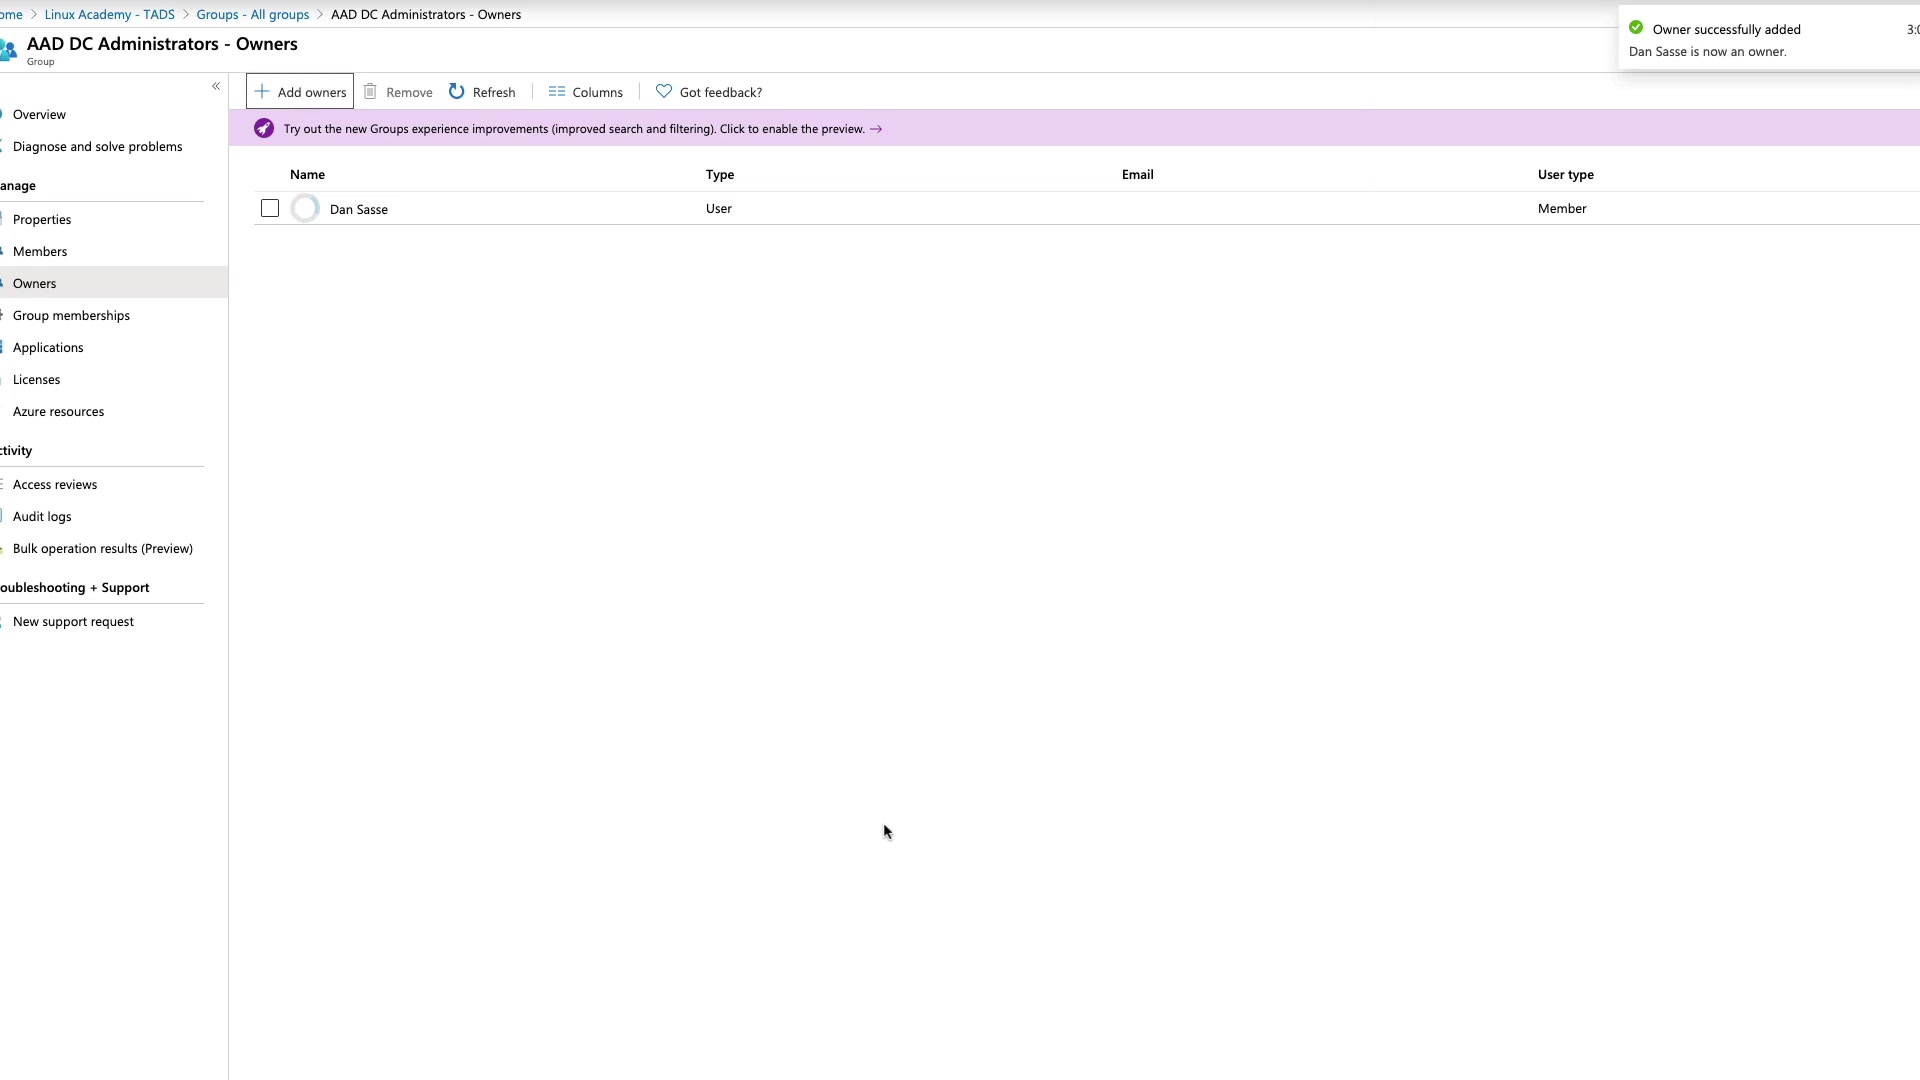 ome > Linux Academy - TADS > Groups - All groups > AAD DC Administrators - Owners
AAD DC Administrators - Owners
Group
Owner successfully added
Dan Sasse is now an owner.
«
Overview
Diagnose and solve problems
anage
Properties
Members
Owners
Group memberships
Applications
Licenses
Azure resources
ctivity
Access reviews
Audit logs
Bulk operation results (Preview)
oubleshooting + Support
New support request
Add owners Remove Refresh Columns Got feedback?
Try out the new Groups experience improvements (improved search and filtering). Click to enable the preview. →
Name Type Email User type
Dan Sasse User Member